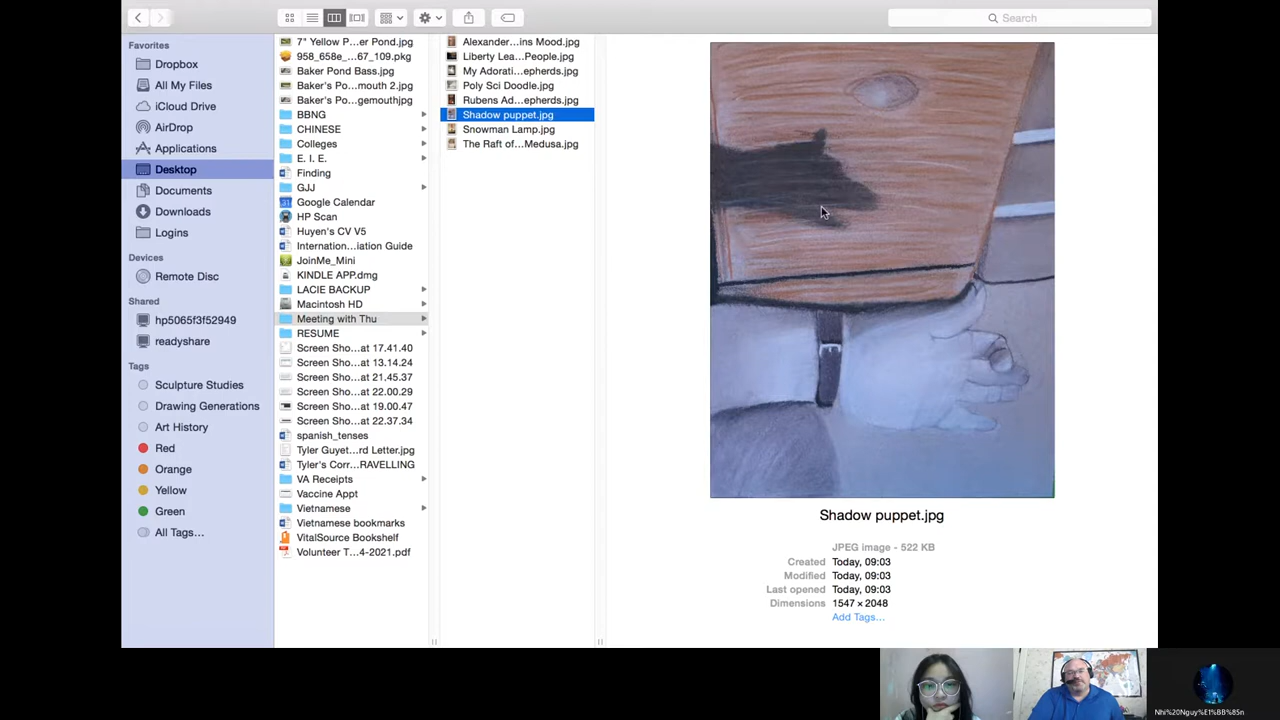 Search
Favorites
Dropbox
All My Files
iCloud Drive
AirDrop
Applications
Desktop
Documents
Downloads
Logins
Devices
Remote Disc
Shared
hp5065f3f52949
readyshare
Tags
Sculpture Studies
Drawing Generations
Art History
Red
Orange
Yellow
Green
All Tags…
7" Yellow P…er Pond.jpg
958_658e_…67_109.pkg
Baker Pond Bass.jpg
Baker's Po…mouth 2.jpg
Baker's Po…gemouthjpg
BBNG
CHINESE
Colleges
E. I. E.
Finding
GJJ
Google Calendar
HP Scan
Huyen's CV V5
Internation…iation Guide
JoinMe_Mini
KINDLE APP.dmg
LACIE BACKUP
Macintosh HD
Meeting with Thu
RESUME
Screen Sho…at 17.41.40
Screen Sho…at 13.14.24
Screen Sho…at 21.45.37
Screen Sho…at 22.00.29
Screen Sho…at 19.00.47
Screen Sho…at 22.37.34
spanish_tenses
Tyler Guyet…rd Letter.jpg
Tyler's Corr…RAVELLING
VA Receipts
Vaccine Appt
Vietnamese
Vietnamese bookmarks
VitalSource Bookshelf
Volunteer T…4-2021.pdf
Alexander…ins Mood.jpg
Liberty Lea…People.jpg
My Adorati…epherds.jpg
Poly Sci Doodle.jpg
Rubens Ad…epherds.jpg
Shadow puppet.jpg
Snowman Lamp.jpg
The Raft of…Medusa.jpg
Shadow puppet.jpg
JPEG image - 522 KB
Created Today, 09:03
Modified Today, 09:03
Last opened Today, 09:03
Dimensions 1547 × 2048
Add Tags…
Nhi%20Nguy%E1%BB%85n